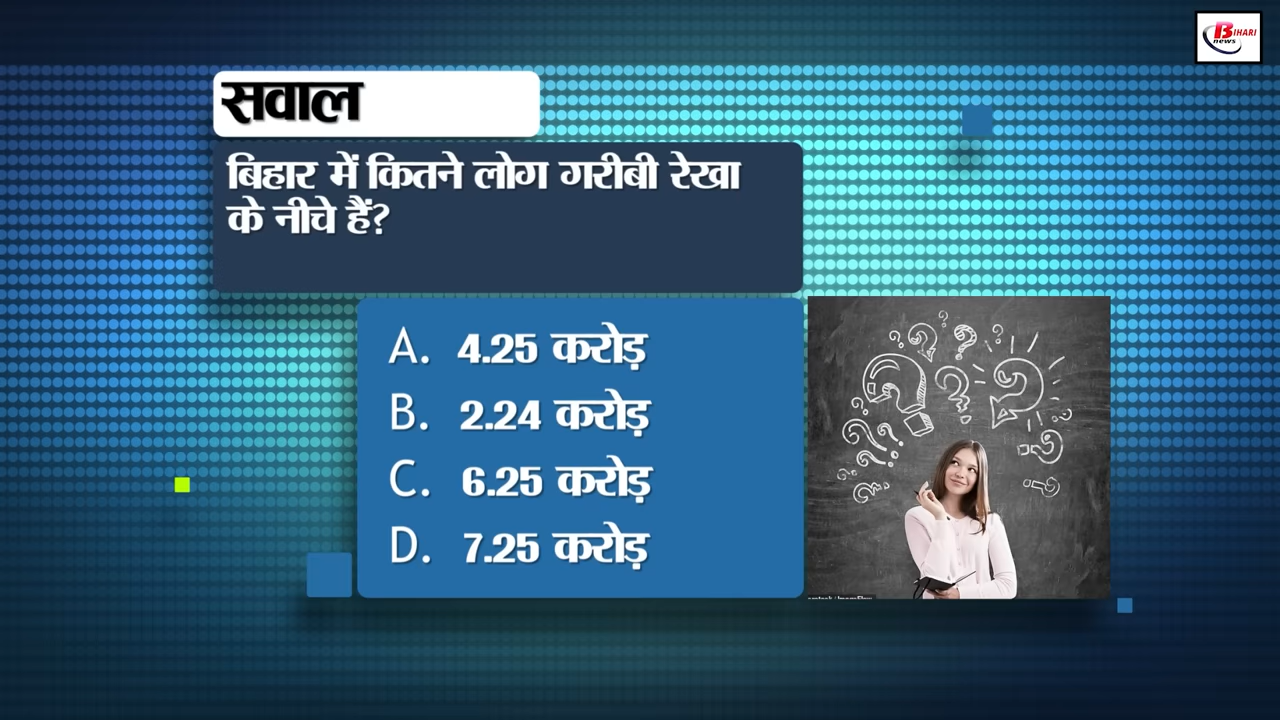 BIHARI
news
सवाल
बिहार में कितने लोग गरीबी रेखा
के नीचे हैं?
A. 4.25 करोड़
B. 2.24 करोड़
C. 6.25 करोड़
D. 7.25 करोड़